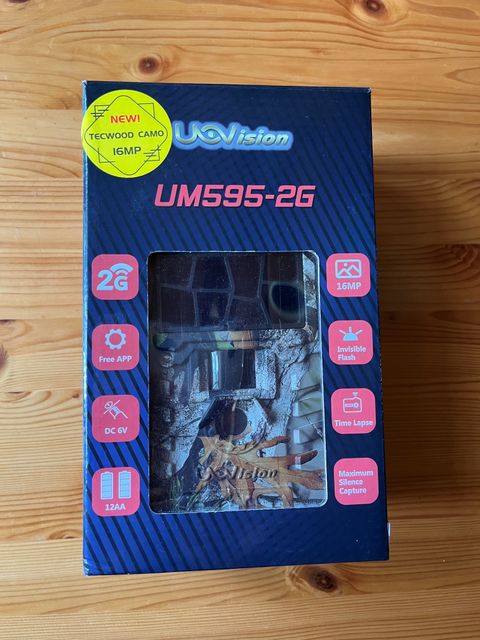 NEW!
TECWOOD CAMO
16MP
UOVision
UM595-2G
2G
16MP
Free APP
Invisible
Flash
DC 6V
Time Lapse
12AA
Maximum
Silence
Capture
UOVision